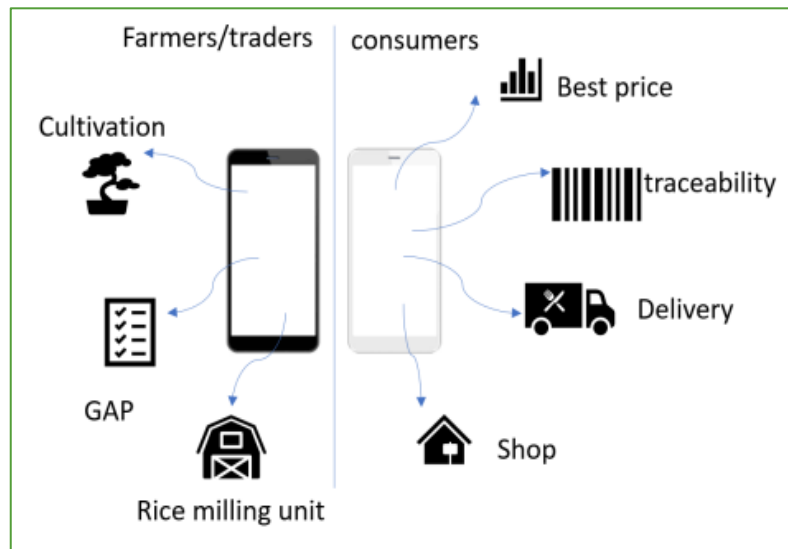 Farmers/traders
consumers
Best price
Cultivation
traceability
Delivery
GAP
Shop
Rice milling unit